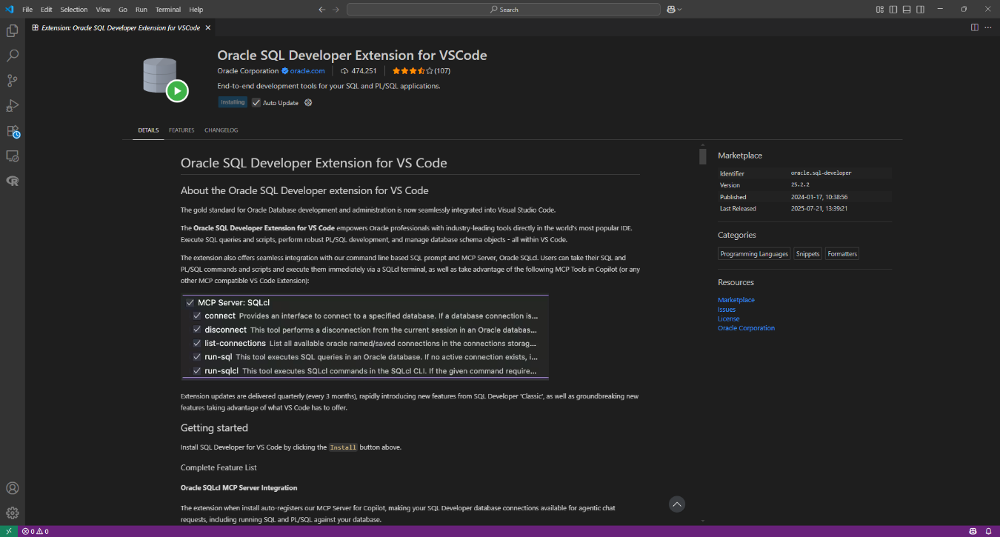 File Edit Selection View Go Run Terminal Help
Search
Extension: Oracle SQL Developer Extension for VSCode
Oracle SQL Developer Extension for VSCode
Oracle Corporation oracle.com 474,251 (107)
End-to-end development tools for your SQL and PL/SQL applications.
Installing Auto Update
DETAILS FEATURES CHANGELOG
Oracle SQL Developer Extension for VS Code
About the Oracle SQL Developer extension for VS Code
The gold standard for Oracle Database development and administration is now seamlessly integrated into Visual Studio Code.
The Oracle SQL Developer Extension for VS Code empowers Oracle professionals with industry-leading tools directly in the world's most popular IDE.
Execute SQL queries and scripts, perform robust PL/SQL development, and manage database schema objects - all within VS Code.
The extension also offers seamless integration with our command line based SQL prompt and MCP Server, Oracle SQLcl. Users can take their SQL and
PL/SQL commands and scripts and execute them immediately via a SQLcl terminal, as well as take advantage of the following MCP Tools in Copilot (or any
other MCP compatible VS Code Extension):
MCP Server: SQLcl
connect Provides an interface to connect to a specified database. If a database connection is...
disconnect This tool performs a disconnection from the current session in an Oracle databas...
list-connections List all available oracle named/saved connections in the connections storag...
run-sql This tool executes SQL queries in an Oracle database. If no active connection exists, i...
run-sqlcl This tool executes SQLcl commands in the SQLcl CLI. If the given command require...
Extension updates are delivered quarterly (every 3 months), rapidly introducing new features from SQL Developer 'Classic', as well as groundbreaking new
features taking advantage of what VS Code has to offer.
Getting started
Install SQL Developer for VS Code by clicking the Install button above.
Complete Feature List
Oracle SQLcl MCP Server Integration
The extension when install auto-registers our MCP Server for Copilot, making your SQL Developer database connections available for agentic chat
requests, including running SQL and PL/SQL against your database.
Marketplace
Identifier oracle.sql-developer
Version 25.2.2
Published 2024-01-17, 10:38:56
Last Released 2025-07-21, 13:39:21
Categories
Programming Languages Snippets Formatters
Resources
Marketplace
Issues
License
Oracle Corporation
0 0